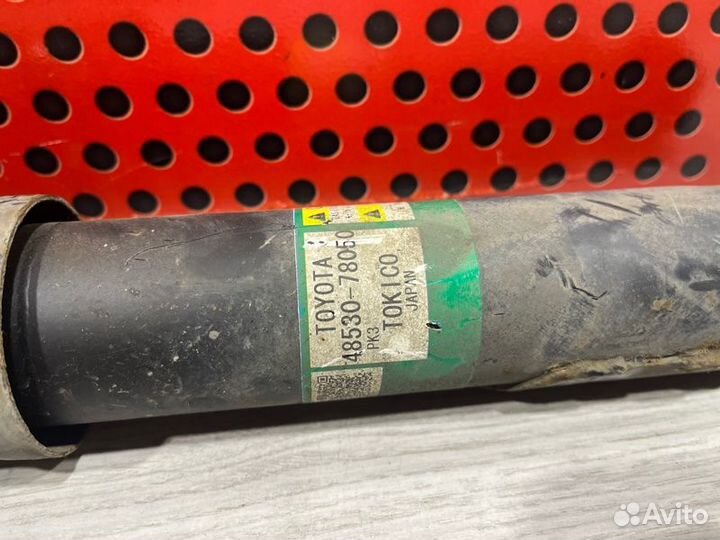 TOYOTA
48530-78050
PK3
TOKICO
JAPAN
Avito